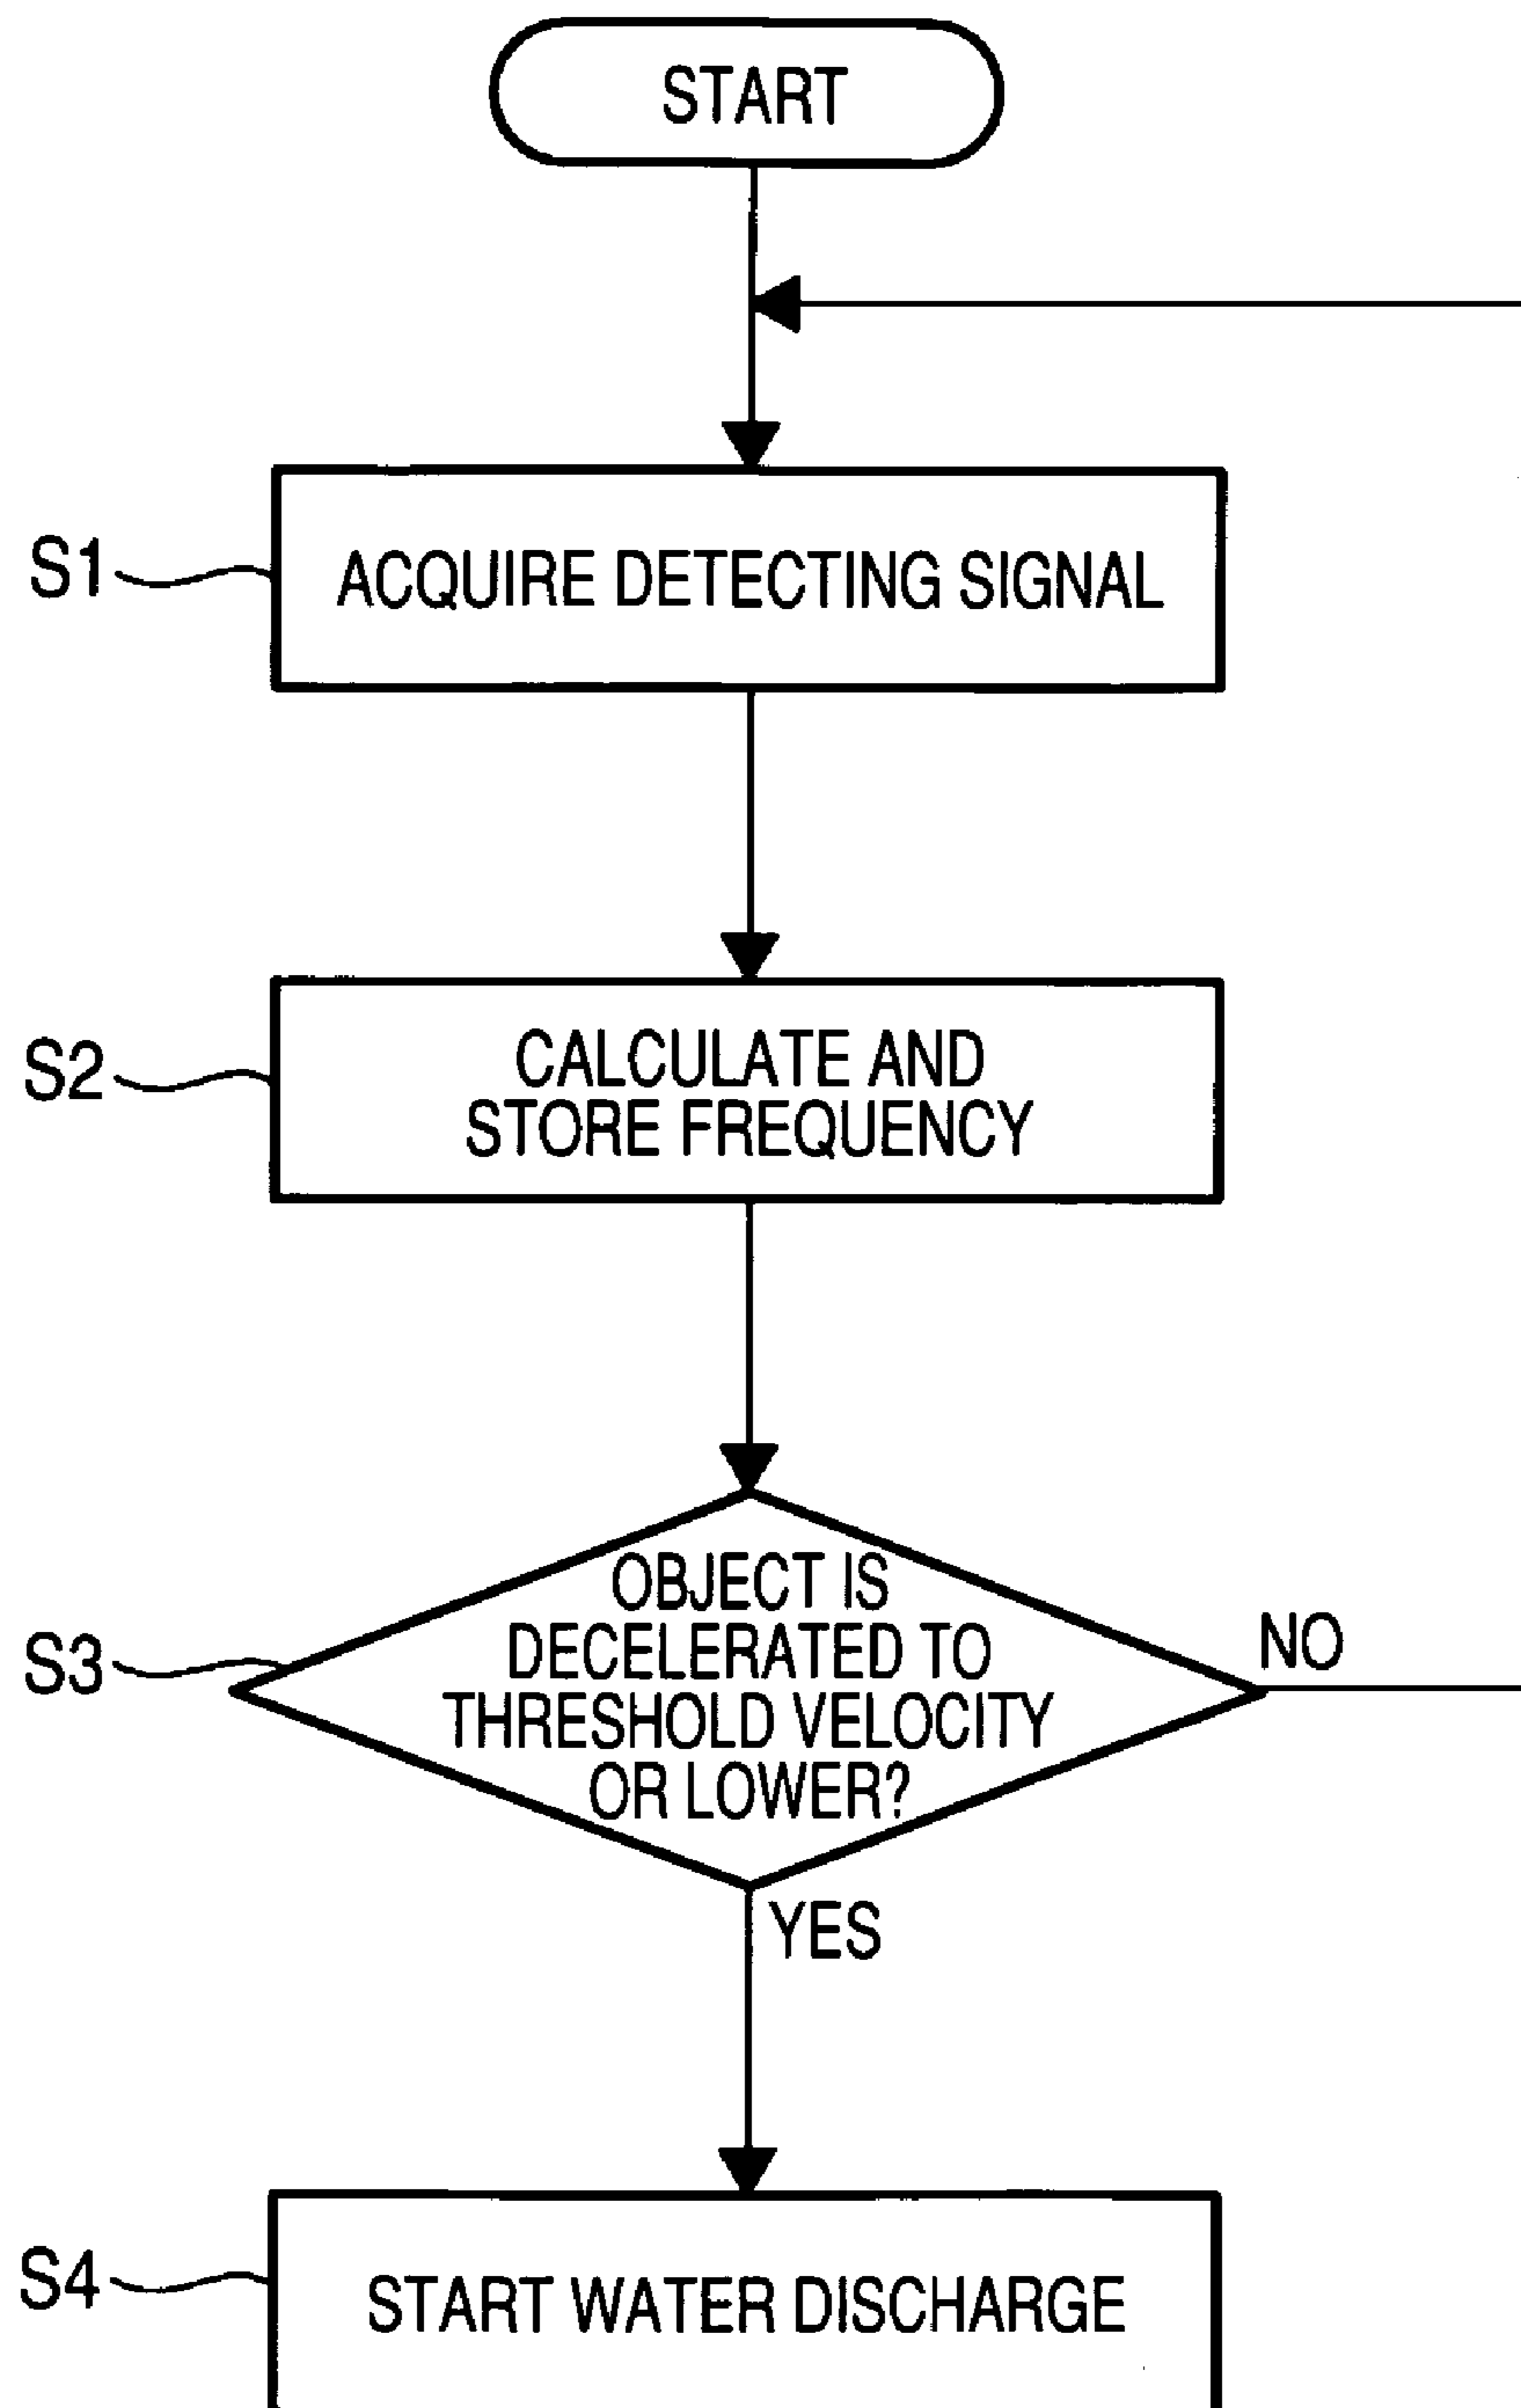 START
S1
ACQUIRE DETECTING SIGNAL
S2
CALCULATE AND
STORE FREQUENCY
S3
OBJECT IS
DECELERATED TO
THRESHOLD VELOCITY
OR LOWER?
NO
YES
S4
START WATER DISCHARGE